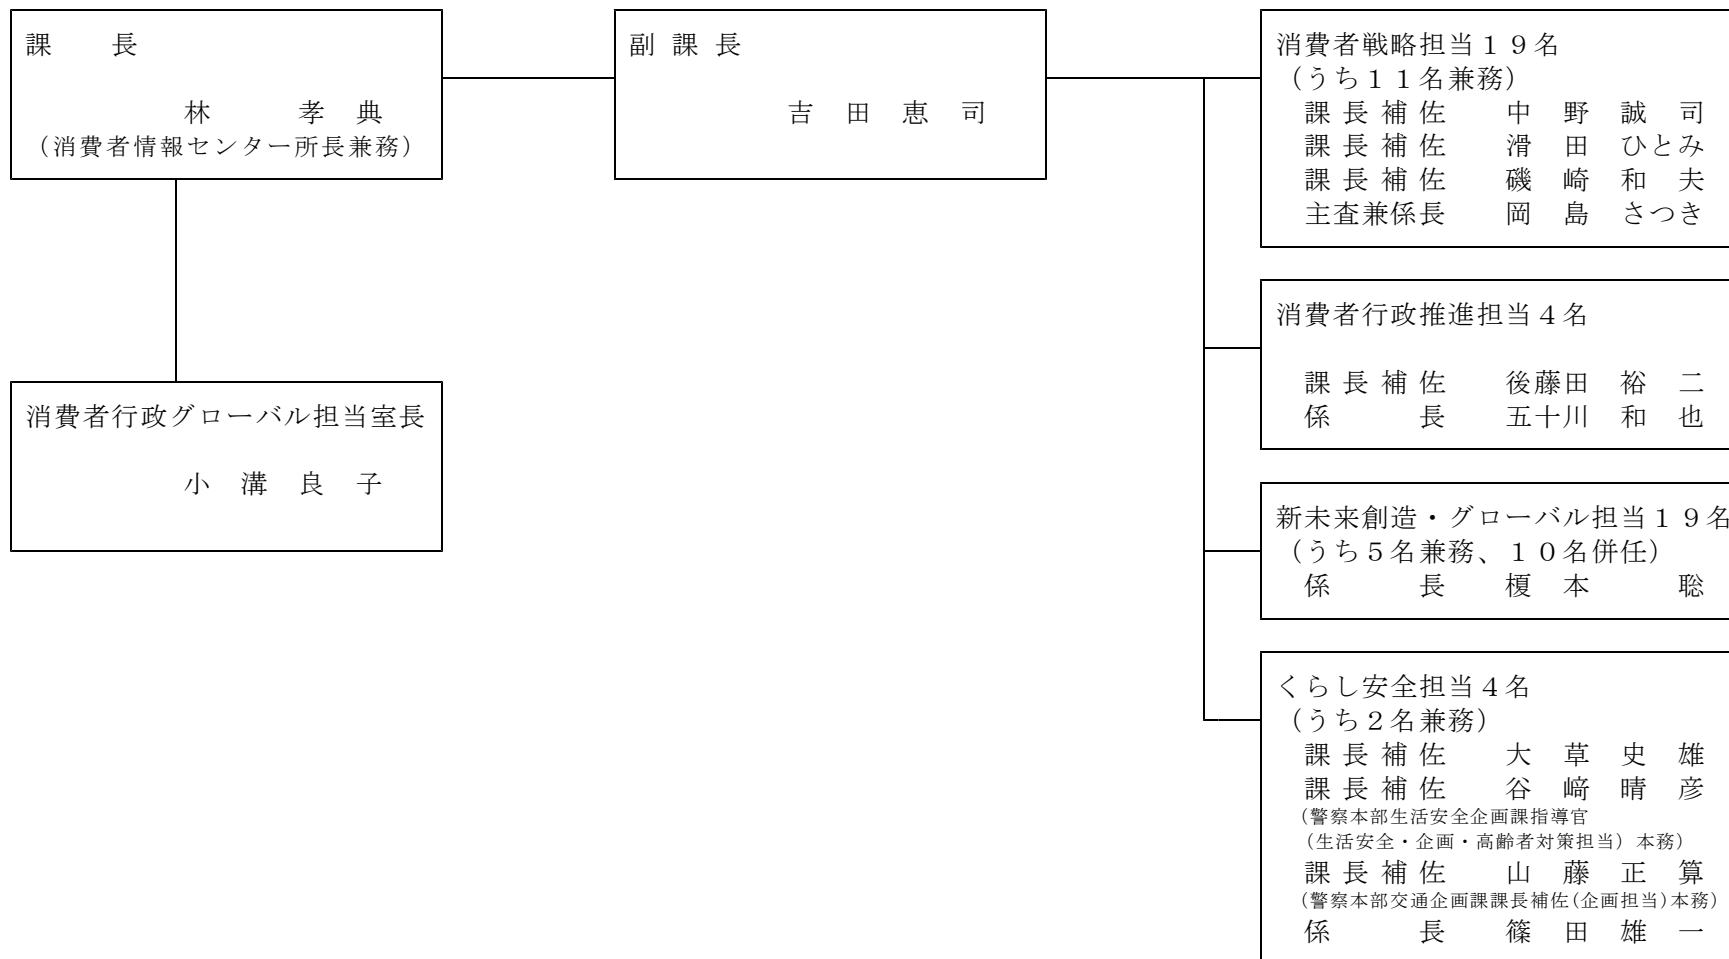 課　　長
林　　　孝　典
（消費者情報センター所長兼務）
消費者行政グローバル担当室長
小　溝　良　子
副 課 長
吉　田　恵　司
消費者戦略担当１９名
（うち１１名兼務）
課 長 補 佐　　中　野　誠　司
課 長 補 佐　　滑　田　ひとみ
課 長 補 佐　　磯　崎　和　夫
主査兼係長　　岡　島　さつき
消費者行政推進担当４名
課 長 補 佐　　後藤田　裕　二
係　　　長　　五十川　和　也
新未来創造・グローバル担当１９名
（うち５名兼務、１０名併任）
係　　　長　　榎　本　　　聡
くらし安全担当４名
（うち２名兼務）
課 長 補 佐　　大　草　史　雄
課 長 補 佐　　谷　﨑　晴　彦
(警察本部生活安全企画課指導官
(生活安全・企画・高齢者対策担当）本務)
課 長 補 佐　　山　藤　正　算
(警察本部交通企画課課長補佐(企画担当)本務)
係　　　長　　篠　田　雄　一